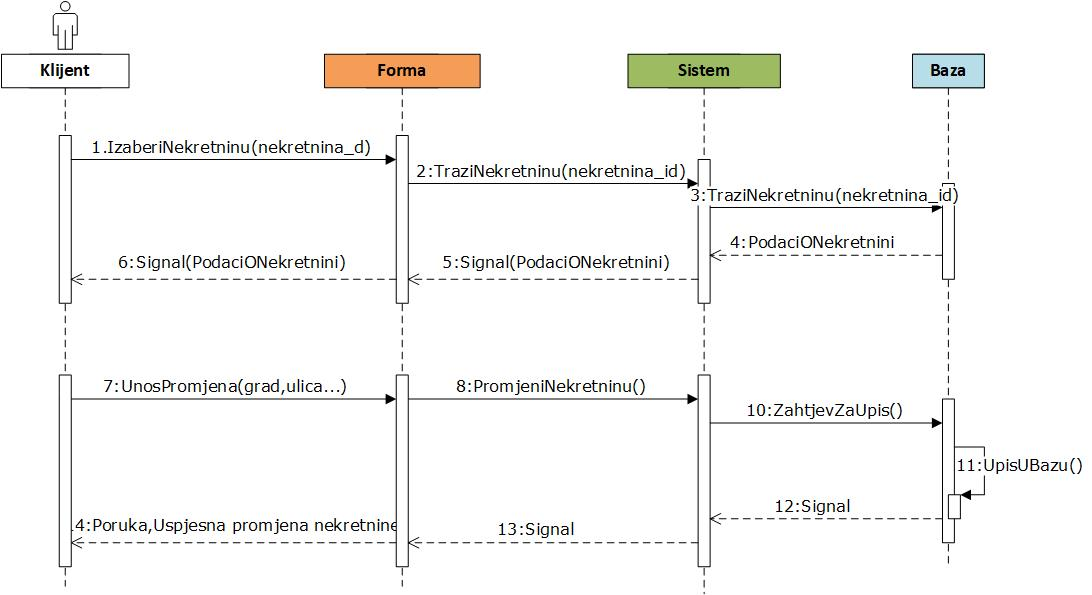 Klijent
Forma
Sistem
Baza
1.IzaberiNekretninu(nekretnina_d)
2:TraziNekretninu(nekretnina_id)
3:TraziNekretninu(nekretnina_id)
4:PodaciONekretnini
6:Signal(PodaciONekretnini)
5:Signal(PodaciONekretnini)
7:UnosPromjena(grad,ulica...)
8:PromjeniNekretninu()
10:ZahtjevZaUpis()
11:UpisUBazu()
12:Signal
4:Poruka,Uspjesna promjena nekretnine
13:Signal